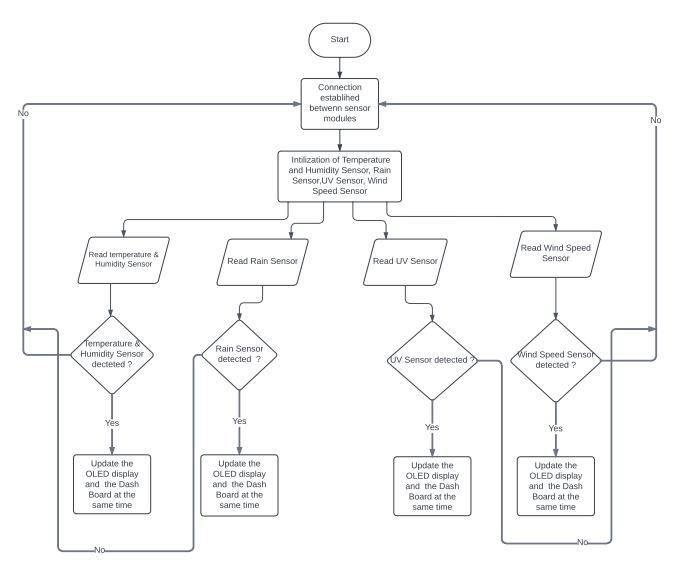 Start
Connection
establihed
betwenn sensor
modules
No
No
Intilization of Temperature
and Humidity Sensor, Rain
Sensor,UV Sensor, Wind
Speed Sensor
Read temperature &
Humidity Sensor
Read Rain Sensor
Read UV Sensor
Read Wind Speed
Sensor
Temperature &
Humidity Sensor
decteted ?
Rain Sensor
detected ?
UV Sensor detected ?
Wind Speed Sensor
detected ?
Yes
Yes
Yes
Yes
Update the
OLED display
and the Dash
Board at the
same time
Update the
OLED display
and the Dash
Board at the
same time
Update the
OLED display
and the Dash
Board at the
same time
Update the
OLED display
and the Dash
Board at the
same time
No
No